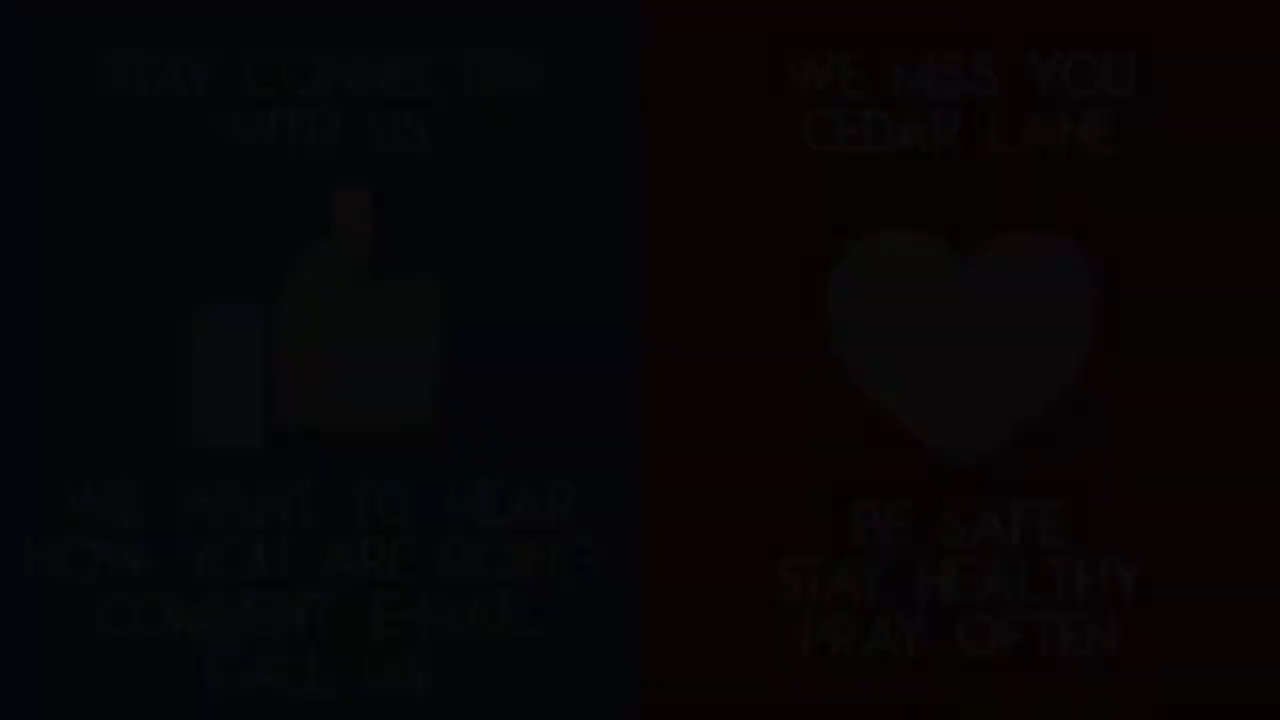 STAY CONNECTED
WITH US
WE WANT TO HEAR
HOW YOU ARE DOING
COMMENT, EMAIL,
CALL US
WE MISS YOU
CEDAR LANE
BE SAFE
STAY HEALTHY
PRAY OFTEN